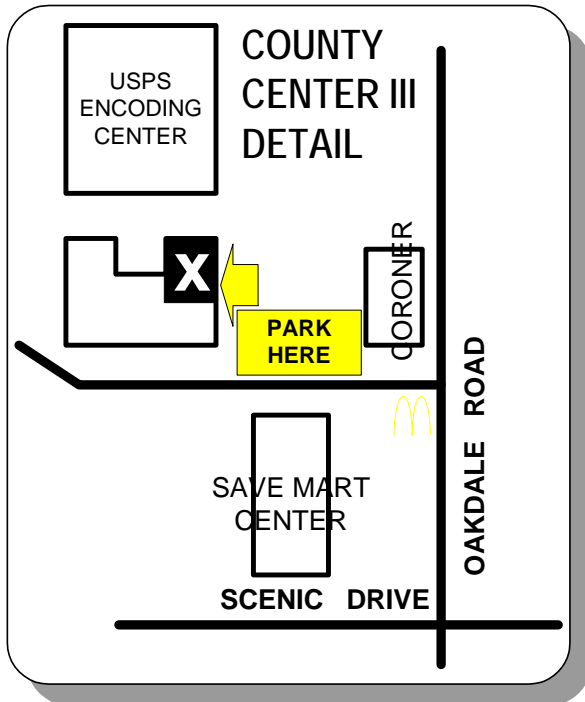 COUNTY
CENTER III
DETAIL
USPS
ENCODING
CENTER
X
CORONER
PARK
HERE
OAKDALE ROAD
SAVE MART
CENTER
SCENIC DRIVE